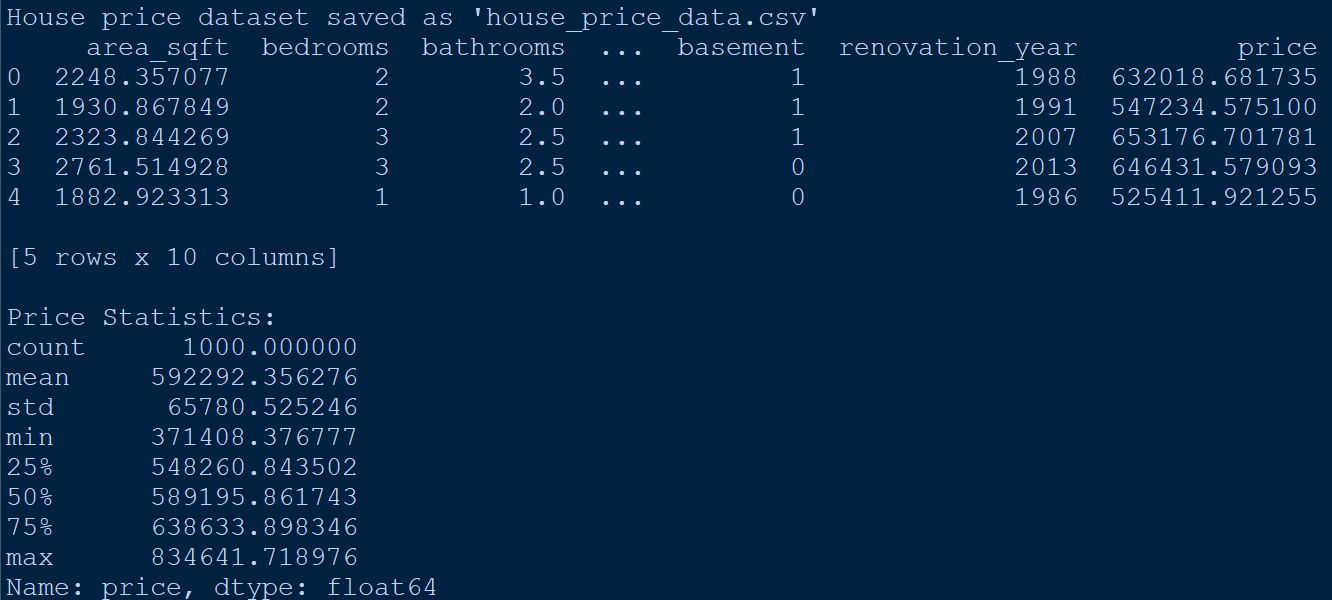 House price dataset saved as 'house_price_data.csv'
     area_sqft  bedrooms  bathrooms  ...  basement  renovation_year          price
0  2248.357077         2        3.5  ...         1             1988  632018.681735
1  1930.867849         2        2.0  ...         1             1991  547234.575100
2  2323.844269         3        2.5  ...         1             2007  653176.701781
3  2761.514928         3        2.5  ...         0             2013  646431.579093
4  1882.923313         1        1.0  ...         0             1986  525411.921255

[5 rows x 10 columns]

Price Statistics:
count      1000.000000
mean     592292.356276
std       65780.525246
min      371408.376777
25%      548260.843502
50%      589195.861743
75%      638633.898346
max      834641.718976
Name: price, dtype: float64